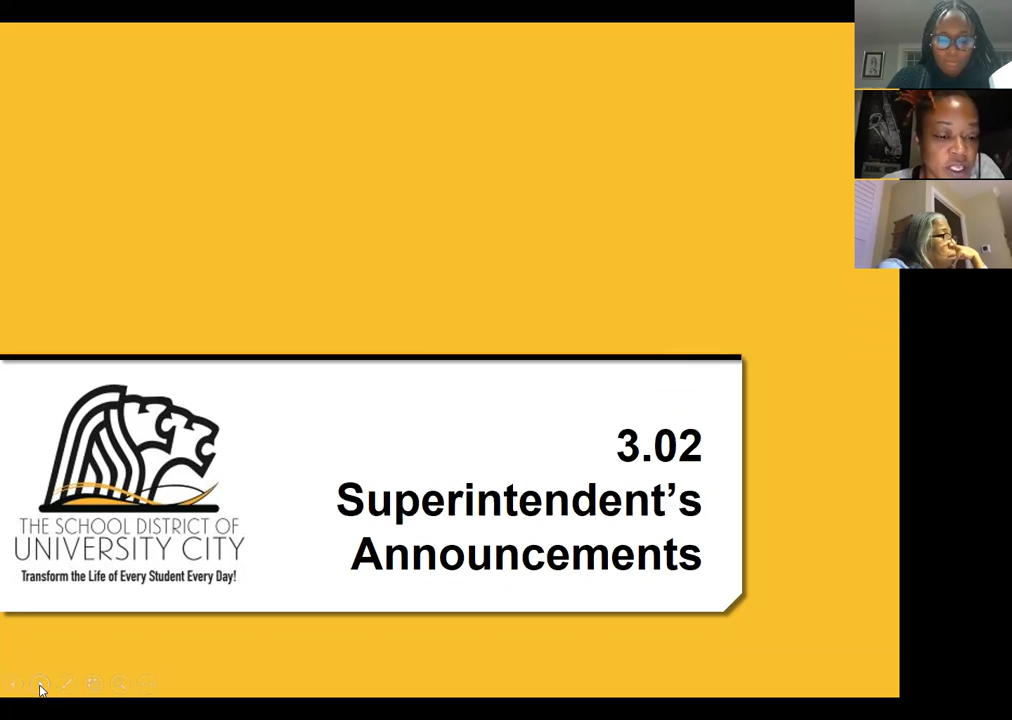 3.02
Superintendent’s
Announcements
THE SCHOOL DISTRICT OF
UNIVERSITY CITY
Transform the Life of Every Student Every Day!